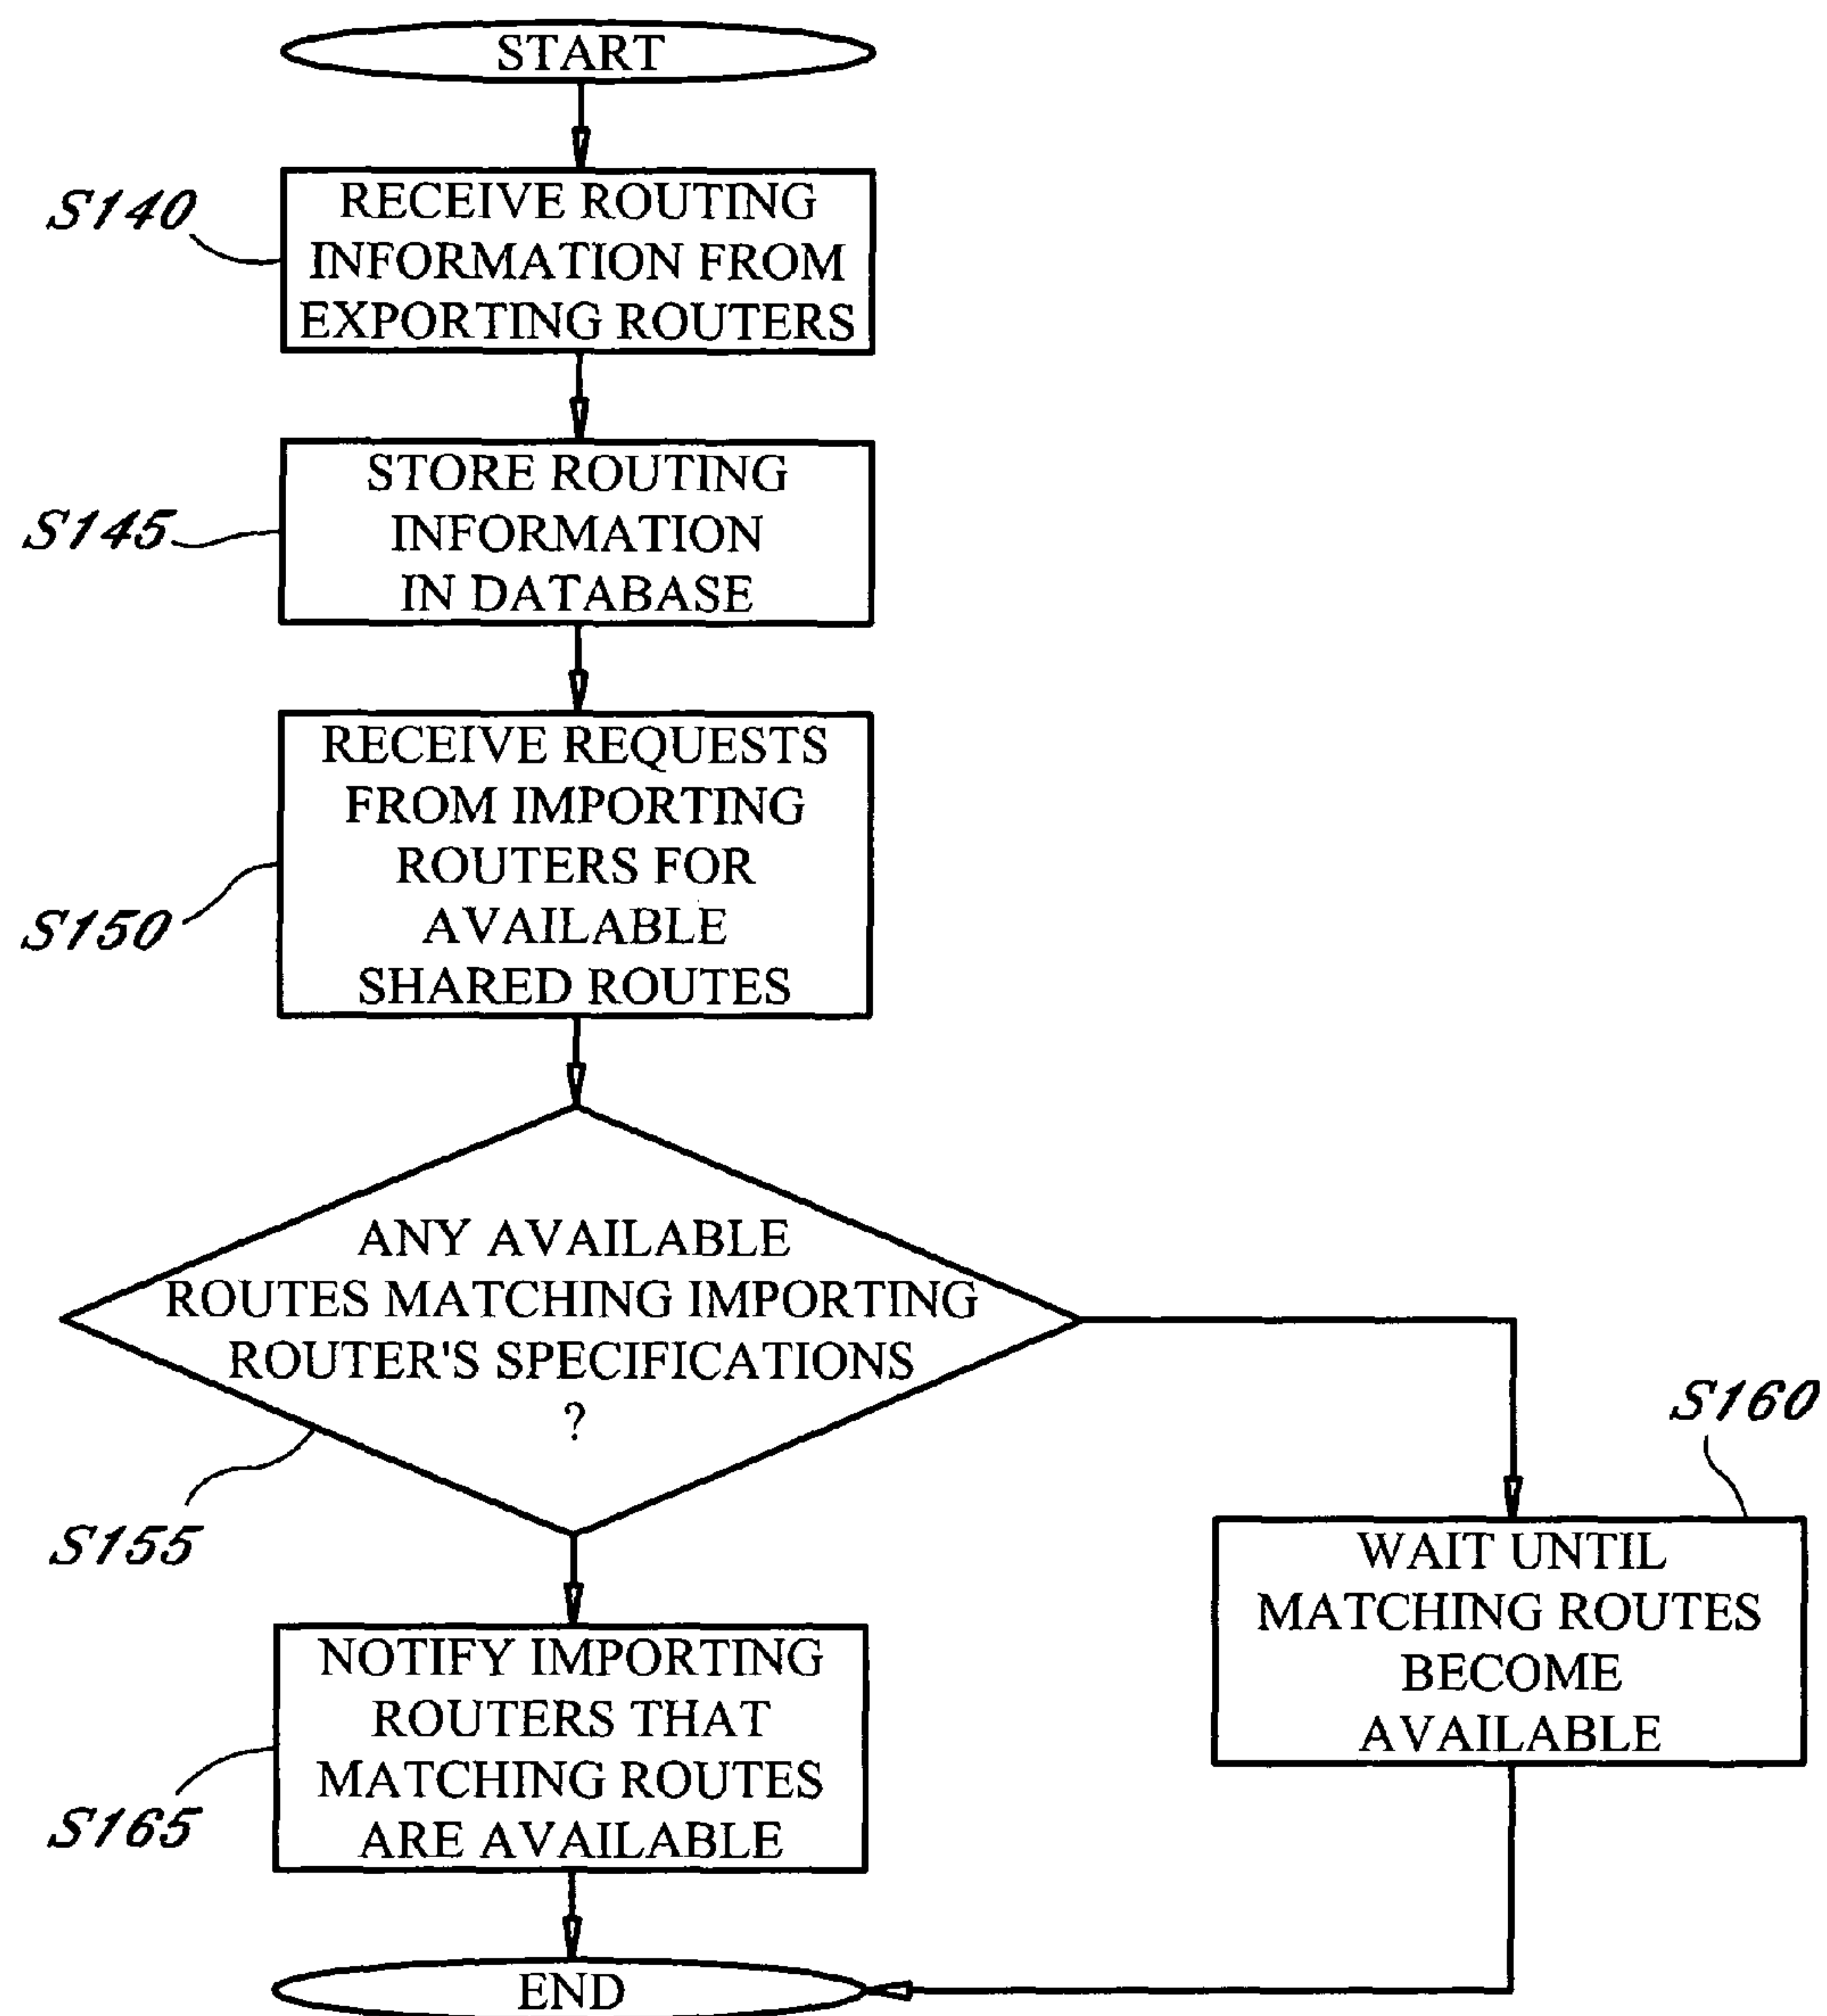 START
S140
RECEIVE ROUTING
INFORMATION FROM
EXPORTING ROUTERS
S145
STORE ROUTING
INFORMATION
IN DATABASE
S150
RECEIVE REQUESTS
FROM IMPORTING
ROUTERS FOR
AVAILABLE
SHARED ROUTES
ANY AVAILABLE
ROUTES MATCHING IMPORTING
ROUTER'S SPECIFICATIONS
?
S155
S160
WAIT UNTIL
MATCHING ROUTES
BECOME
AVAILABLE
NOTIFY IMPORTING
ROUTERS THAT
MATCHING ROUTES
ARE AVAILABLE
S165
END